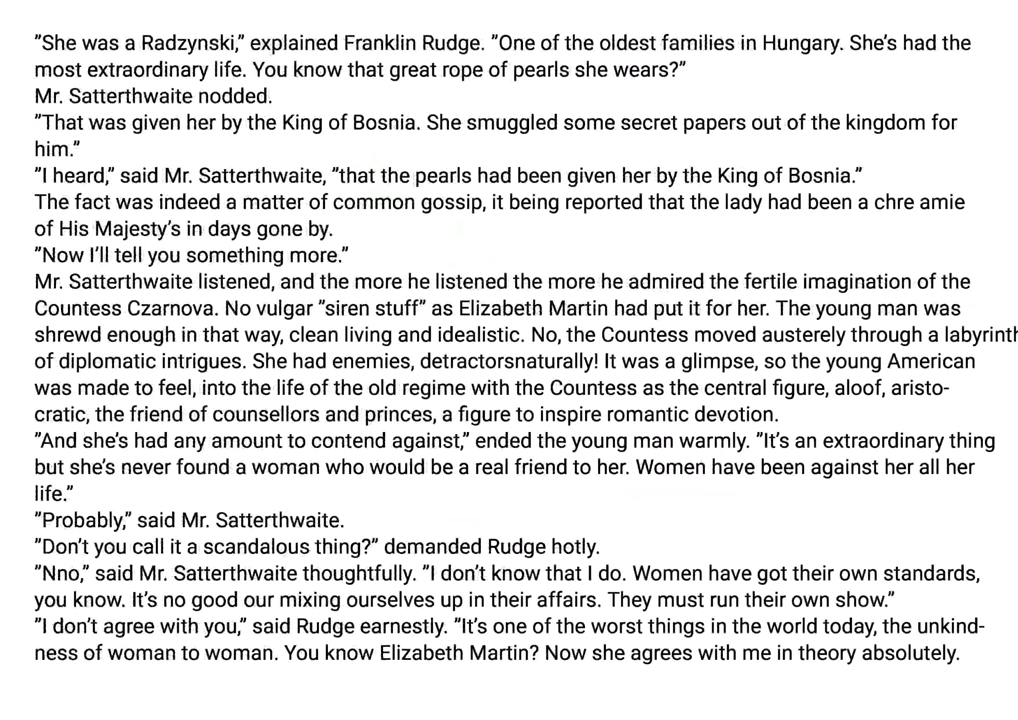 "She was a Radzynski," explained Franklin Rudge. "One of the oldest families in Hungary. She's had the
most extraordinary life. You know that great rope of pearls she wears?"
Mr. Satterthwaite nodded.
"That was given her by the King of Bosnia. She smuggled some secret papers out of the kingdom for
him."
"I heard," said Mr. Satterthwaite, "that the pearls had been given her by the King of Bosnia."
The fact was indeed a matter of common gossip, it being reported that the lady had been a chre amie
of His Majesty's in days gone by.
"Now I'll tell you something more."
Mr. Satterthwaite listened, and the more he listened the more he admired the fertile imagination of the
Countess Czarnova. No vulgar "siren stuff" as Elizabeth Martin had put it for her. The young man was
shrewd enough in that way, clean living and idealistic. No, the Countess moved austerely through a labyrinth
of diplomatic intrigues. She had enemies, detractorsnaturally! It was a glimpse, so the young American
was made to feel, into the life of the old regime with the Countess as the central figure, aloof, aristo-
cratic, the friend of counsellors and princes, a figure to inspire romantic devotion.
"And she's had any amount to contend against," ended the young man warmly. "It's an extraordinary thing
but she's never found a woman who would be a real friend to her. Women have been against her all her
life."
"Probably," said Mr. Satterthwaite.
"Don't you call it a scandalous thing?" demanded Rudge hotly.
"Nno," said Mr. Satterthwaite thoughtfully. "I don't know that I do. Women have got their own standards,
you know. It's no good our mixing ourselves up in their affairs. They must run their own show."
"I don't agree with you," said Rudge earnestly. "It's one of the worst things in the world today, the unkind-
ness of woman to woman. You know Elizabeth Martin? Now she agrees with me in theory absolutely.